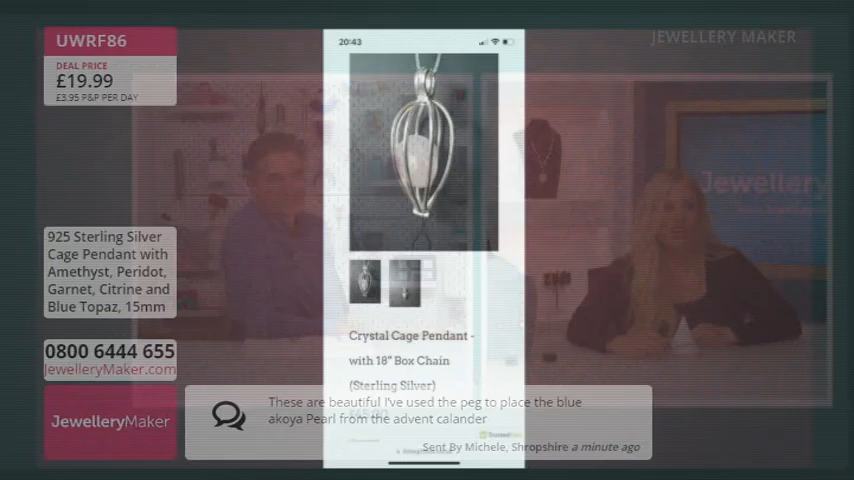 UWRF86
DEAL PRICE
£19.99
£3.95 P&P PER DAY
20:43
JEWELLERY MAKER
Jewellery
925 Sterling Silver
Cage Pendant with
Amethyst, Peridot,
Garnet, Citrine and
Blue Topaz, 15mm
Crystal Cage Pendant -
with 18" Box Chain
(Sterling Silver)
0800 6444 655
JewelleryMaker.com
JewelleryMaker
These are beautiful I've used the peg to place the blue
akoya Pearl from the advent calander
Sent By Michele, Shropshire a minute ago